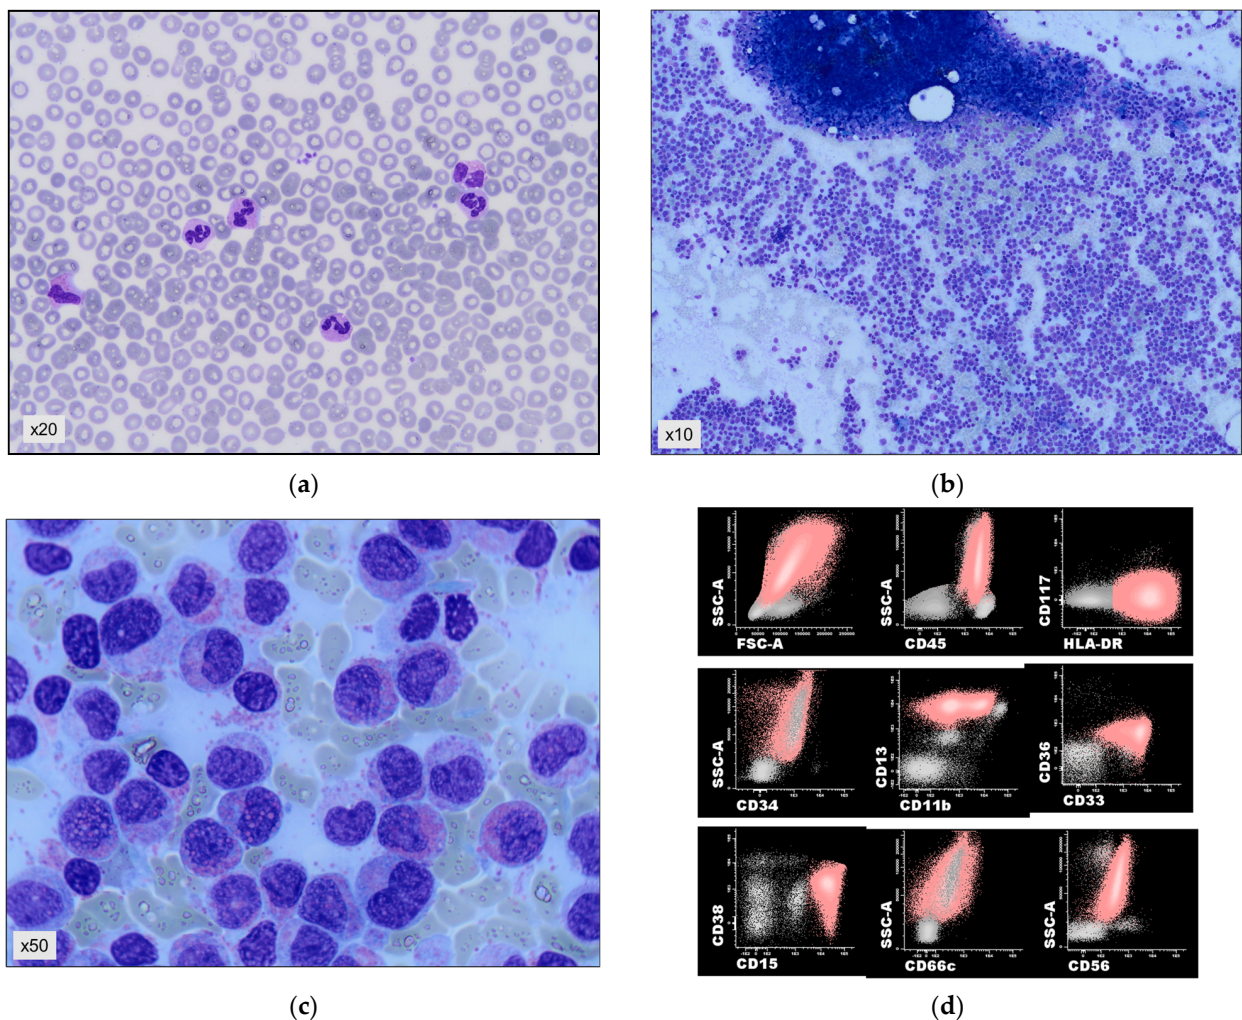 x20
(a)
x10
(b)
x50
(c)
SSC-A
FSC-A
SSC-A
CD45
CD117
HLA-DR
SSC-A
CD34
CD13
CD11b
CD36
CD33
CD38
CD15
SSC-A
CD66c
SSC-A
CD56
(d)